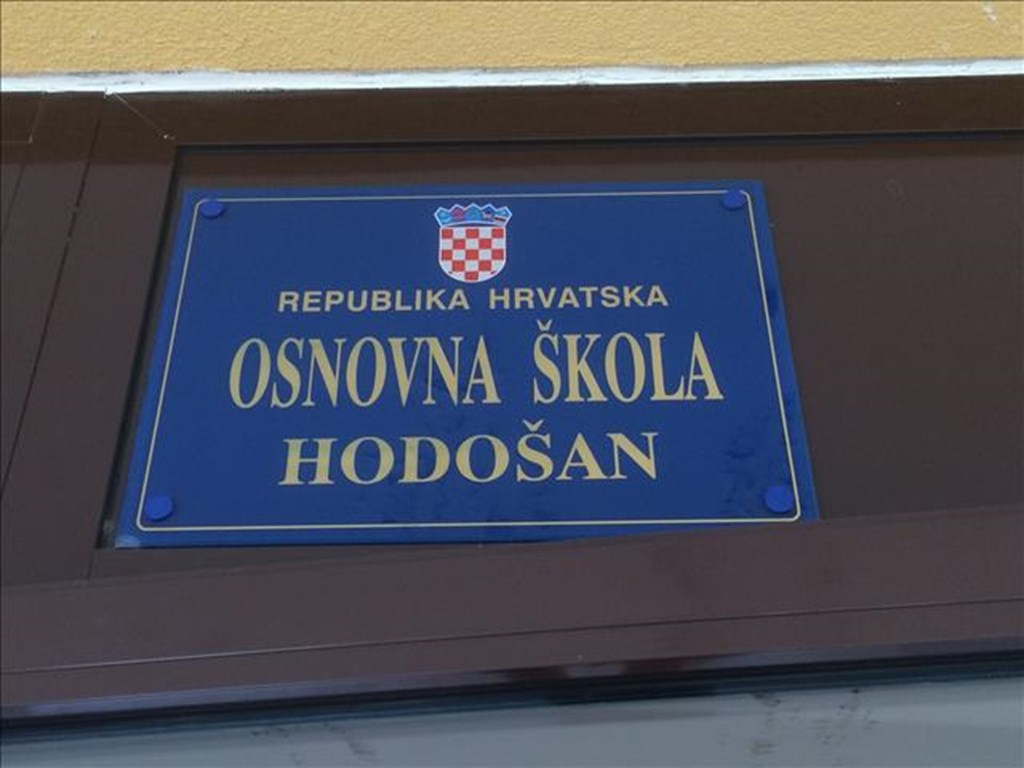 REPUBLIKA HRVATSKA
OSNOVNA ŠKOLA
HODOŠAN